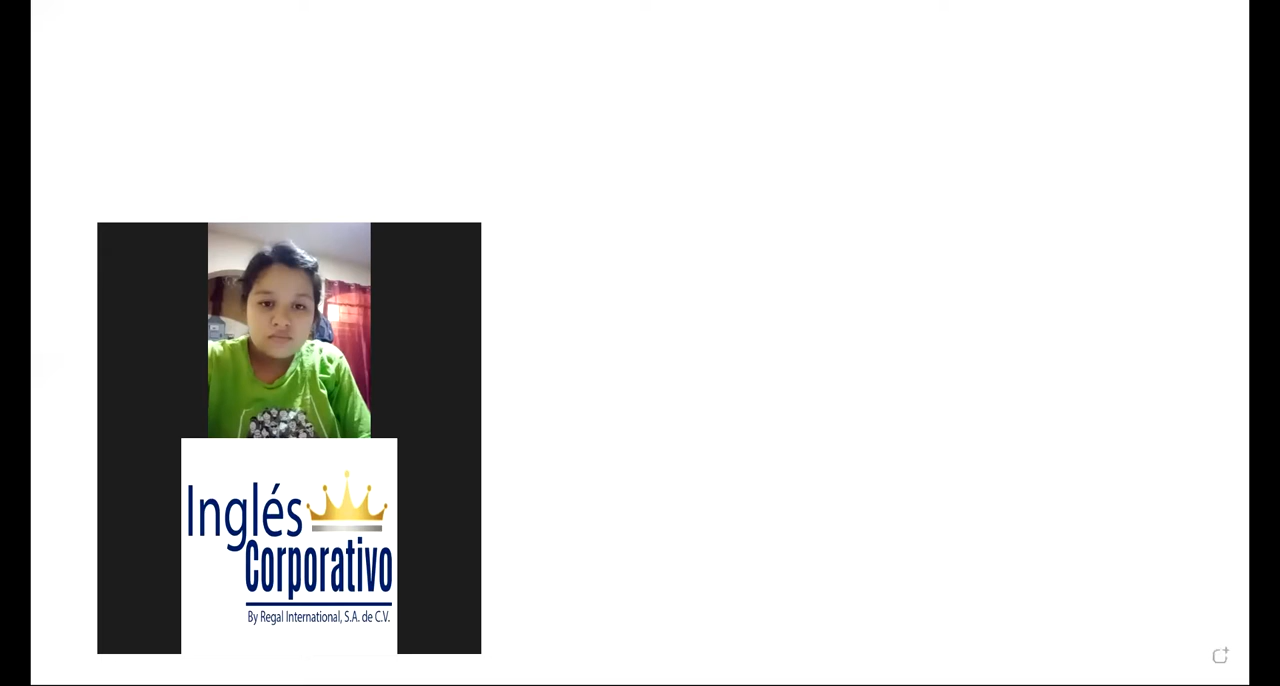 Inglés
Corporativo
By Regal International, S.A. de C.V.